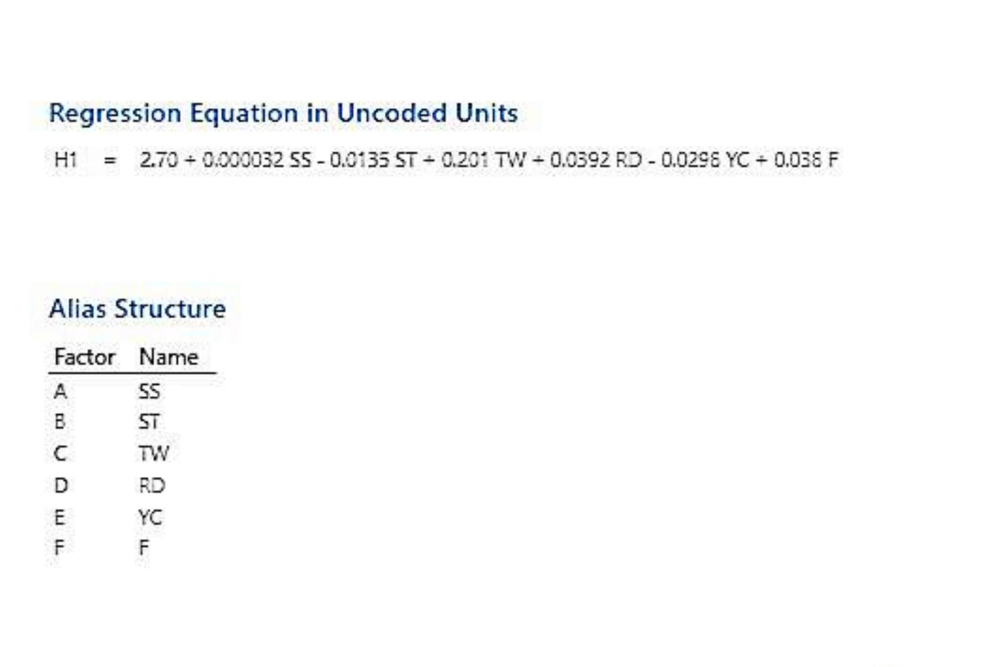 Regression Equation in Uncoded Units
H1 = 2.70 + 0.000032 SS - 0.0135 ST + 0.201 TW + 0.0392 RD - 0.0298 YC + 0.038 F
Alias Structure
Factor Name
A SS
B ST
C TW
D RD
E YC
F F